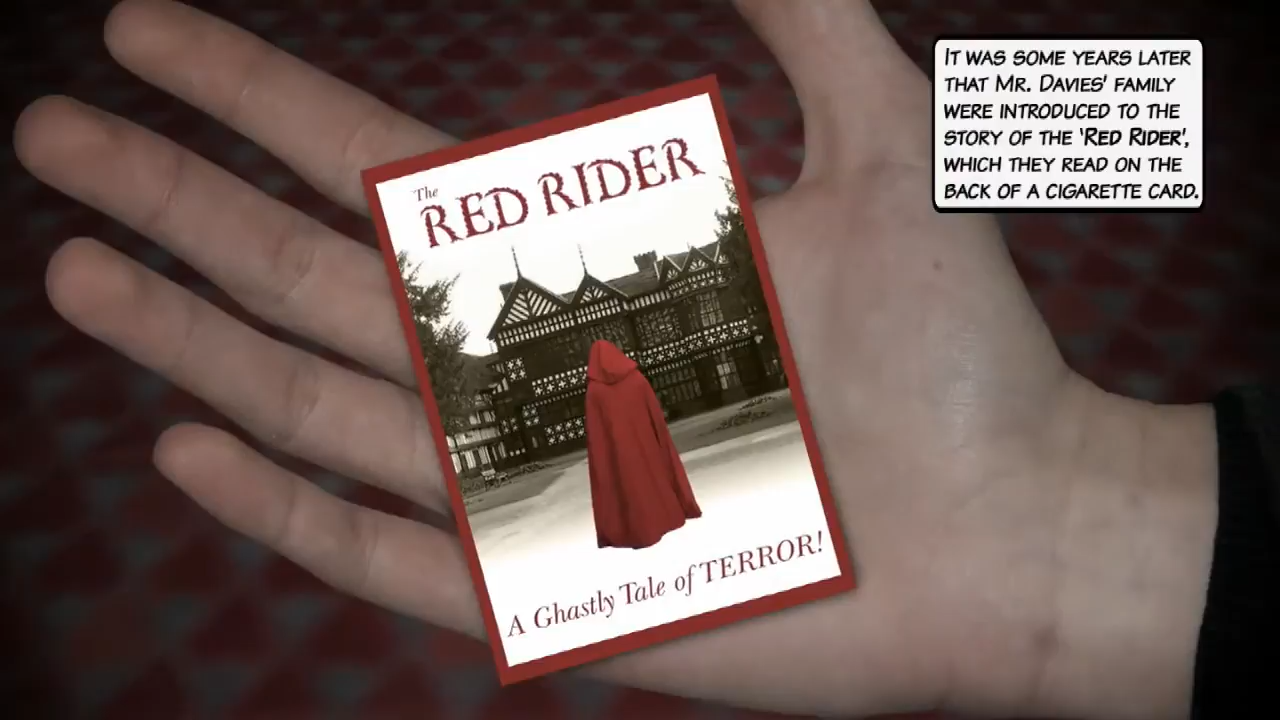 The
RED RIDER
A Ghastly Tale of TERROR!
IT WAS SOME YEARS LATER
THAT MR. DAVIES' FAMILY
WERE INTRODUCED TO THE
STORY OF THE 'RED RIDER',
WHICH THEY READ ON THE
BACK OF A CIGARETTE CARD.